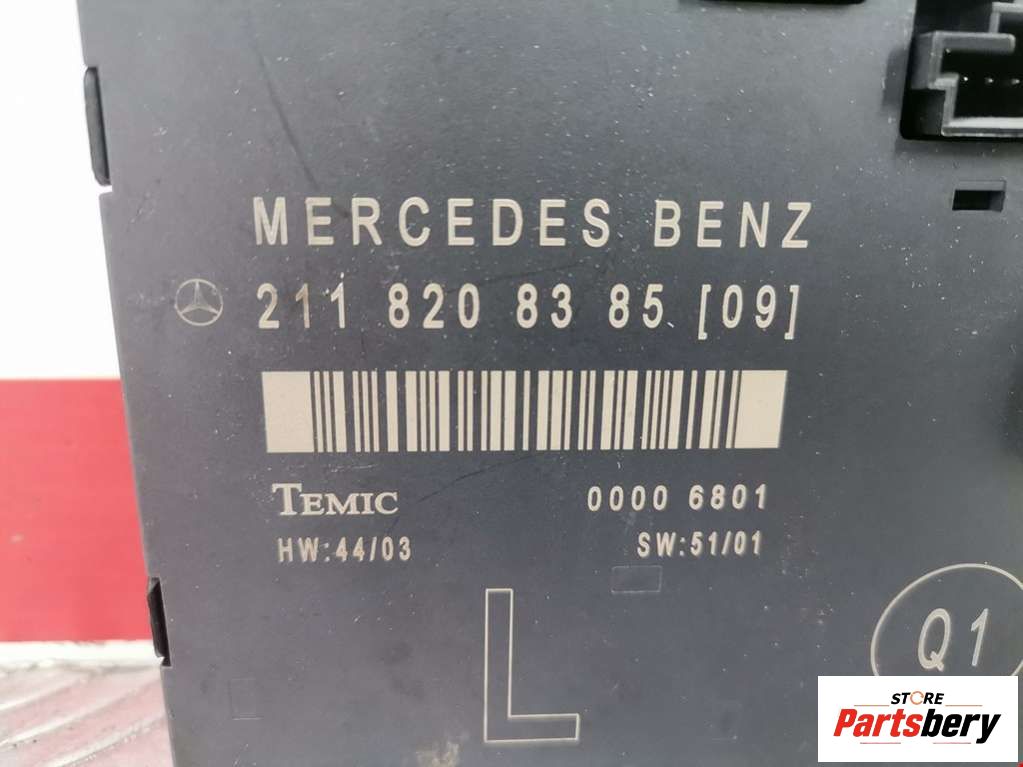 MERCEDES BENZ
211 820 83 85 [09]
TEMIC 0000 6801
HW:44/03 SW:51/01
L
Q1
STORE
Partsbery